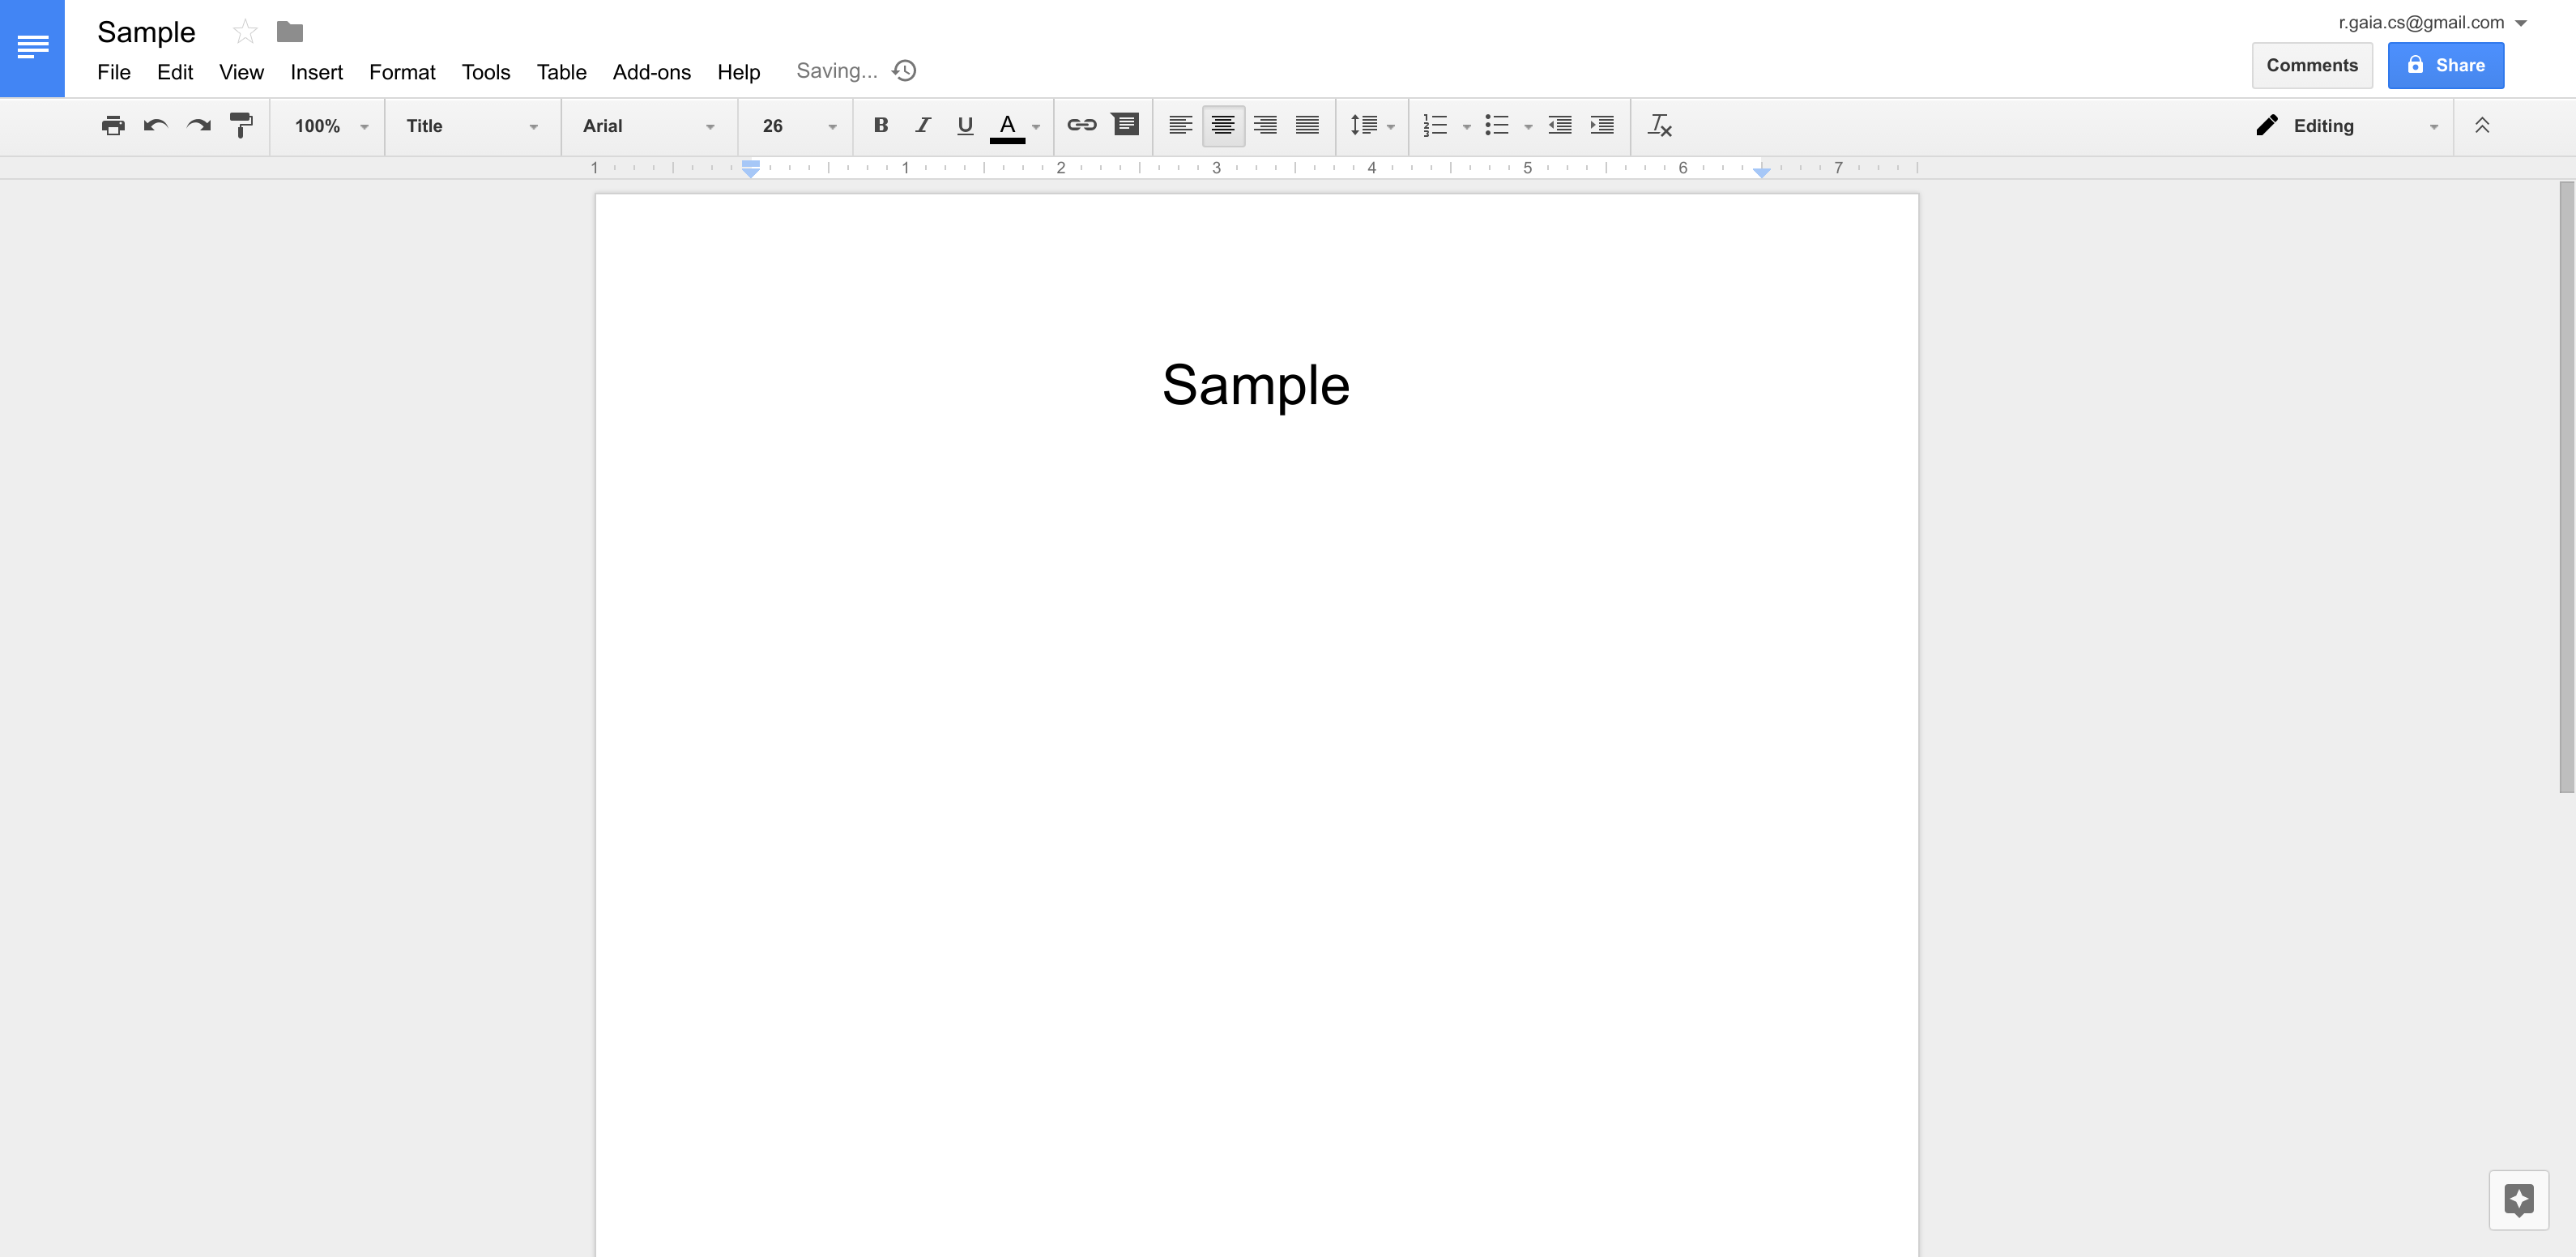 Sample
r.gaia.cs@gmail.com
File Edit View Insert Format Tools Table Add-ons Help Saving...
Comments Share
100% Title Arial 26 B I U A Editing
1 1 2 3 4 5 6 7
Sample